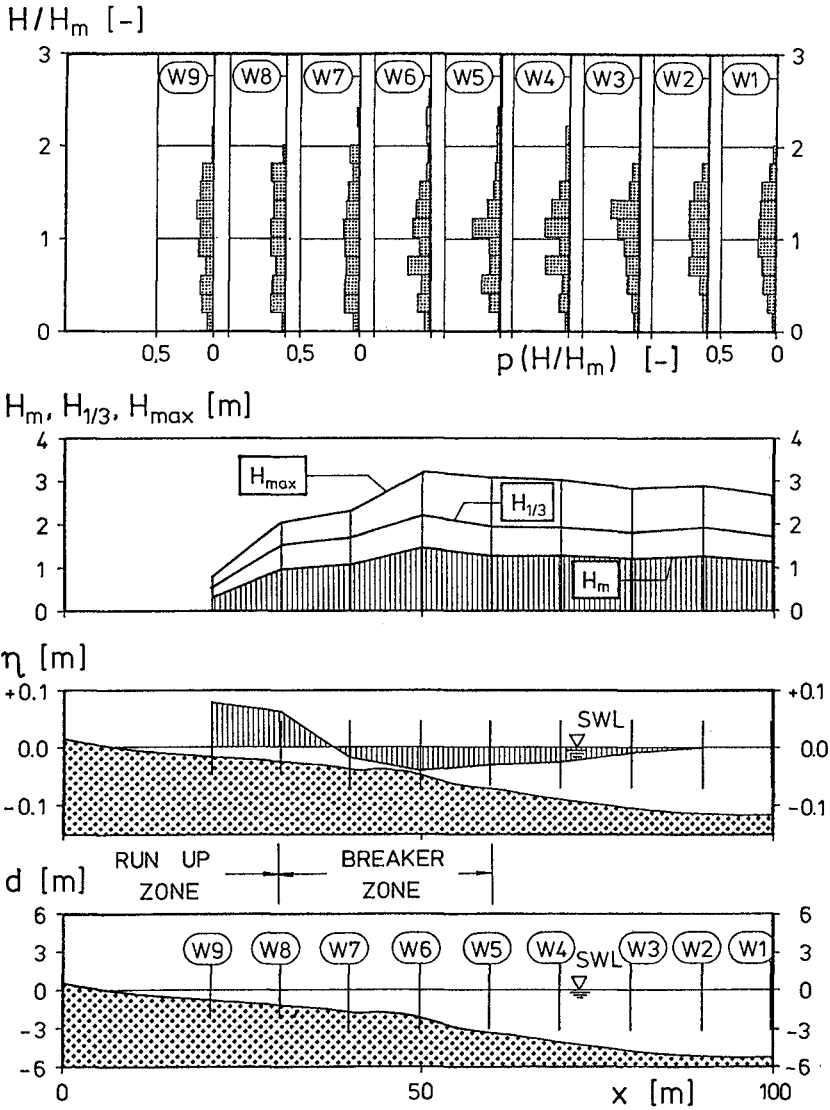 H/Hm [-]
3 W9 W8 W7 W6 W5 W4 W3 W2 W1 3
2 2
1 1
0 0
0,5 0 0,5 0 p(H/Hm) [-] 0,5 0
Hm, H1/3, Hmax [m]
4 4
3 Hmax 3
H1/3
2 2
1 Hm 1
0 0
η [m]
+0.1 +0.1
SWL
0.0 0.0
-0.1 -0.1
RUN UP ZONE BREAKER ZONE
d [m]
6 6
3 W9 W8 W7 W6 W5 W4 SWL W3 W2 W1 3
0 0
-3 -3
-6 -6
0 50 x [m] 100